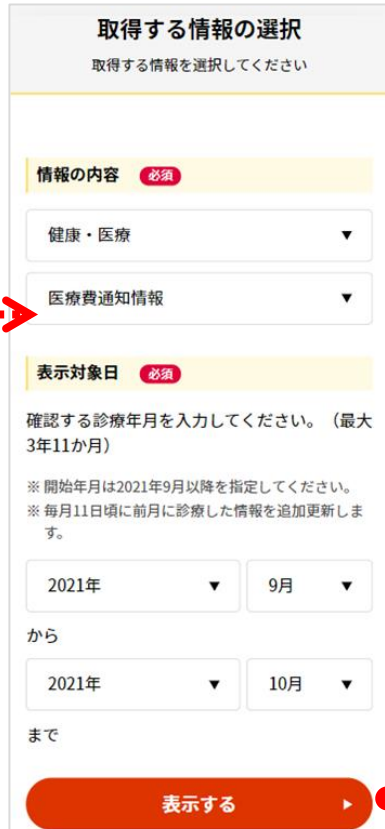 取得する情報の選択
取得する情報を選択してください
情報の内容 必須
健康・医療 ▼
医療費通知情報 ▼
表示対象日 必須
確認する診療年月を入力してください。（最大
3年11か月）
※ 開始年月は2021年9月以降を指定してください。
※ 毎月11日頃に前月に診療した情報を追加更新しま
す。
2021年 ▼ 9月 ▼
から
2021年 ▼ 10月 ▼
まで
表示する